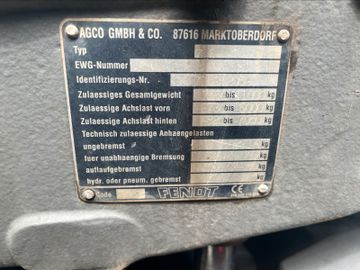 AGCO GMBH & CO. 87616 MARKTOBERDORF
Typ
EWG-Nummer
Identifizierungs-Nr.
Zulaessiges Gesamtgewicht bis kg
Zulaessige Achslast vorn bis kg
Zulaessige Achslast hinten bis kg
Technisch zulaessige Anhaengelasten
ungebremst kg
fuer unabhaengige Bremsung kg
auflaufgebremst kg
hydr. oder pneum. gebremst kg
Code FENDT CE